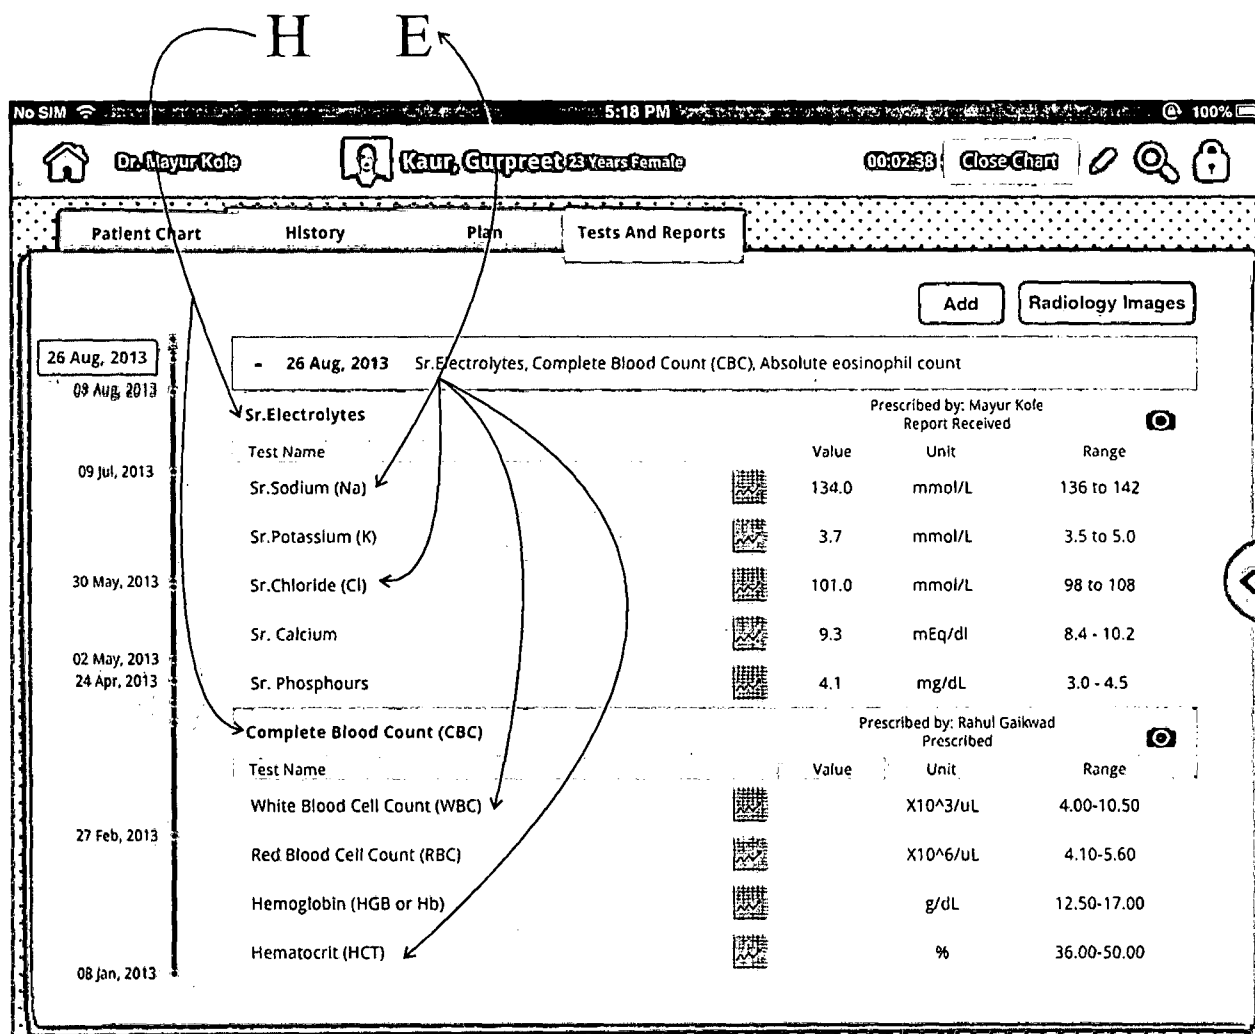 H E
No SIM 5:18 PM 100%
Dr. Mayur Kole Kaur, Gurpreet 23 Years Female 00:02:38 Close Chart
Patient Chart History Plan Tests And Reports
Add Radiology Images
26 Aug, 2013 - 26 Aug, 2013 Sr.Electrolytes, Complete Blood Count (CBC), Absolute eosinophil count
Sr.Electrolytes Prescribed by: Mayur Kole
Report Received
Test Name Value Unit Range
09 Jul, 2013
Sr.Sodium (Na) 134.0 mmol/L 136 to 142
Sr.Potassium (K) 3.7 mmol/L 3.5 to 5.0
30 May, 2013 Sr.Chloride (Cl) 101.0 mmol/L 98 to 108
Sr. Calcium 9.3 mEq/dl 8.4 - 10.2
02 May, 2013
24 Apr, 2013 Sr. Phosphours 4.1 mg/dL 3.0 - 4.5
Complete Blood Count (CBC) Prescribed by: Rahul Gaikwad
Prescribed
Test Name Value Unit Range
White Blood Cell Count (WBC) X10^3/uL 4.00-10.50
27 Feb, 2013
Red Blood Cell Count (RBC) X10^6/uL 4.10-5.60
Hemoglobin (HGB or Hb) g/dL 12.50-17.00
Hematocrit (HCT) % 36.00-50.00
08 Jan, 2013